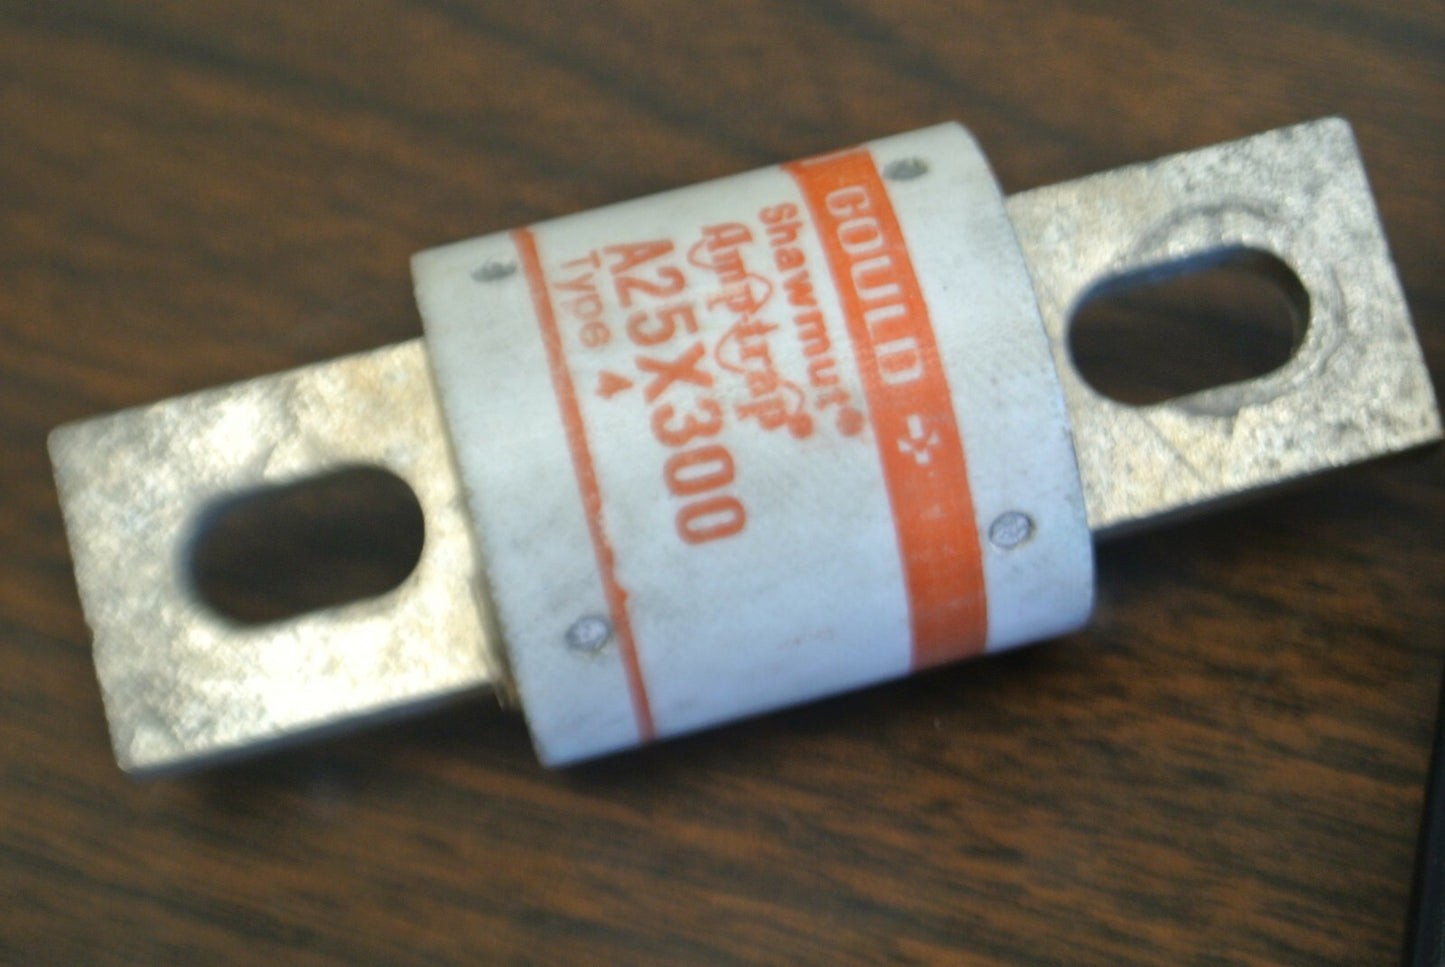 GOULD
Shawmut
Amp-trap
A25X300
Type 4